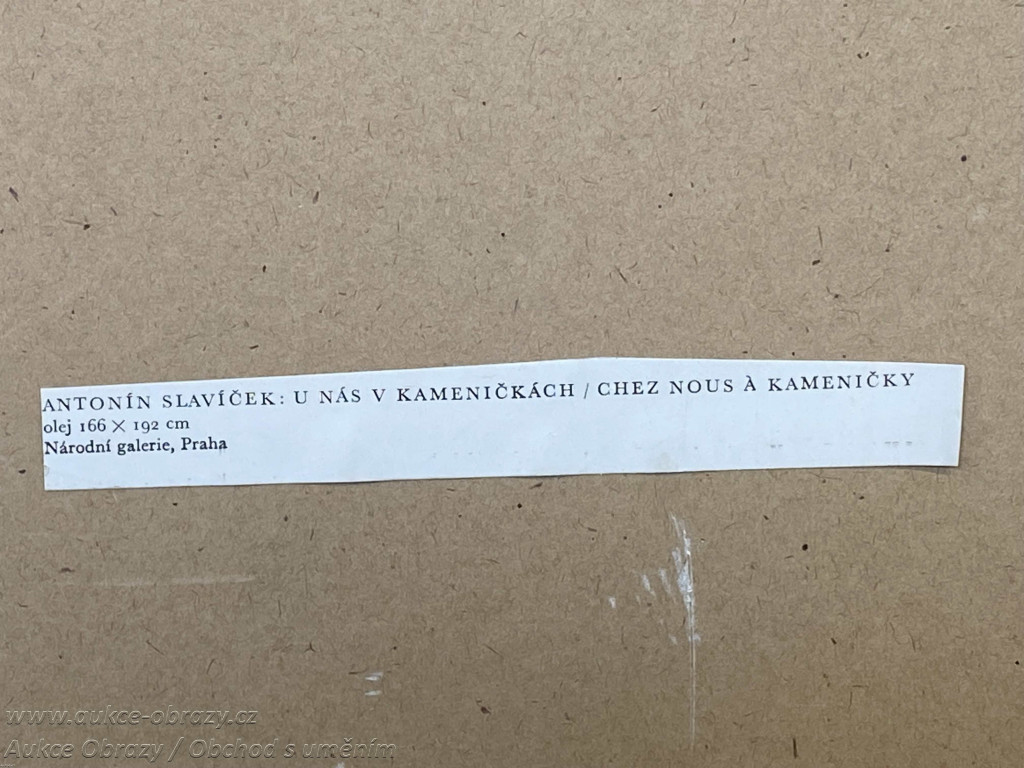 ANTONÍN SLAVÍČEK: U NÁS V KAMENIČKÁCH / CHEZ NOUS À KAMENIČKY
olej 166 × 192 cm
Národní galerie, Praha
www.aukce-obrazy.cz
Aukce Obrazy / Obchod s uměním